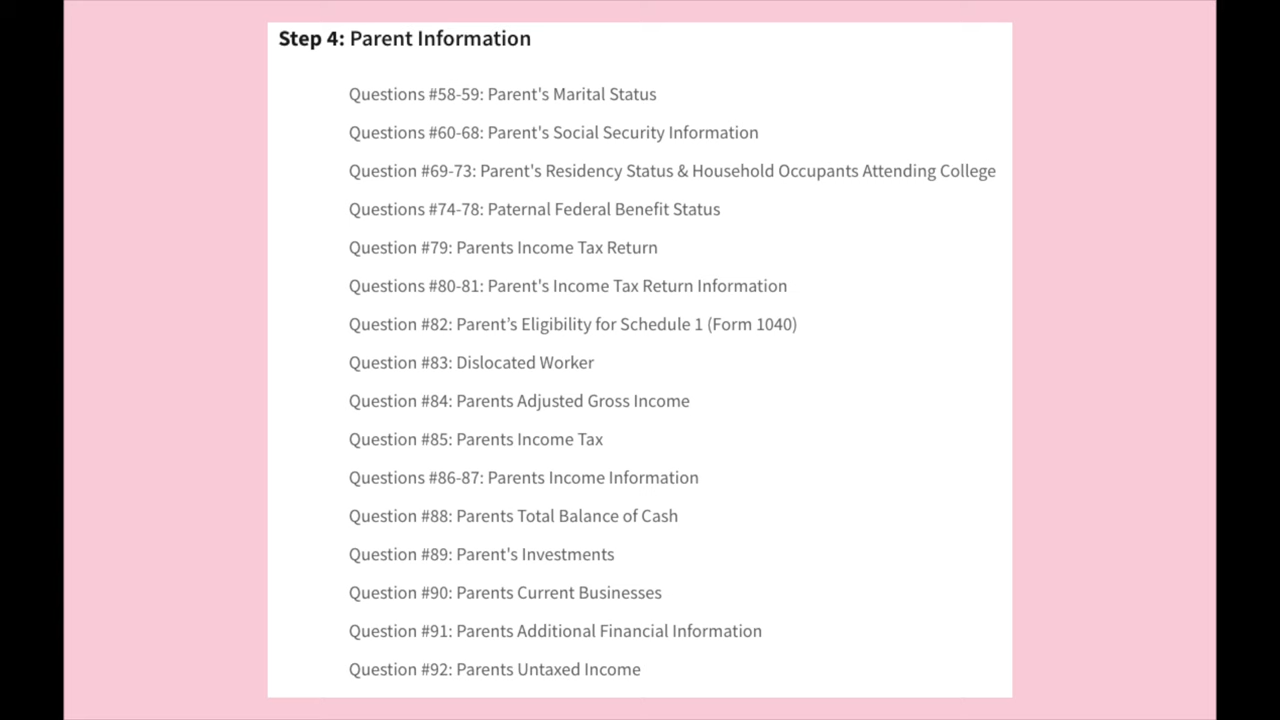 Step 4: Parent Information
Questions #58-59: Parent's Marital Status
Questions #60-68: Parent's Social Security Information
Question #69-73: Parent's Residency Status & Household Occupants Attending College
Questions #74-78: Paternal Federal Benefit Status
Question #79: Parents Income Tax Return
Questions #80-81: Parent's Income Tax Return Information
Question #82: Parent’s Eligibility for Schedule 1 (Form 1040)
Question #83: Dislocated Worker
Question #84: Parents Adjusted Gross Income
Question #85: Parents Income Tax
Questions #86-87: Parents Income Information
Question #88: Parents Total Balance of Cash
Question #89: Parent's Investments
Question #90: Parents Current Businesses
Question #91: Parents Additional Financial Information
Question #92: Parents Untaxed Income